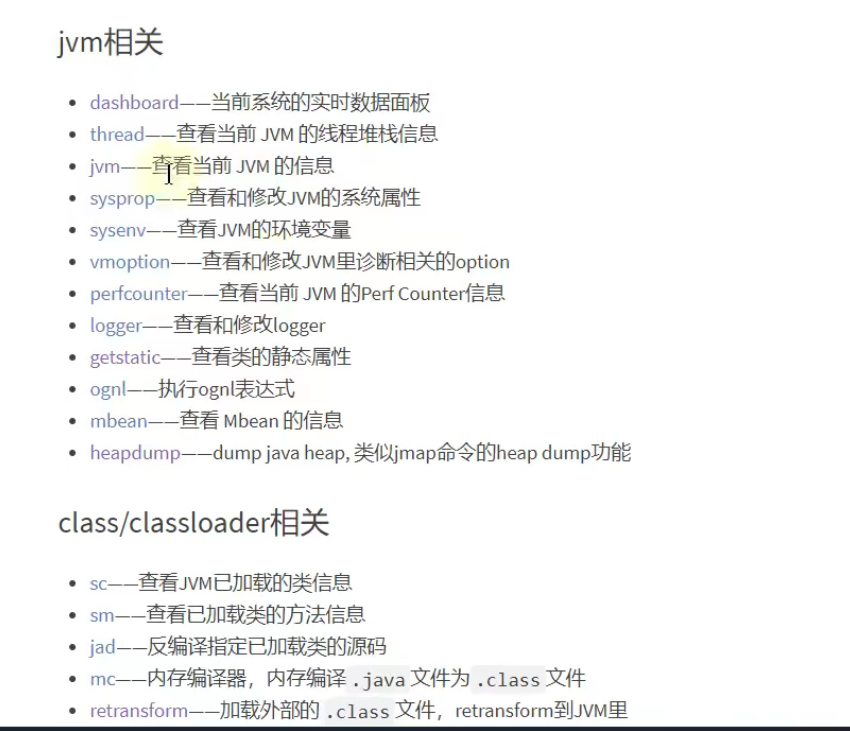 jvm相关
dashboard——当前系统的实时数据面板
thread——查看当前 JVM 的线程堆栈信息
jvm——查看当前 JVM 的信息
sysprop——查看和修改JVM的系统属性
sysenv——查看JVM的环境变量
vmoption——查看和修改JVM里诊断相关的option
perfcounter——查看当前 JVM 的Perf Counter信息
logger——查看和修改logger
getstatic——查看类的静态属性
ognl——执行ognl表达式
mbean——查看 Mbean 的信息
heapdump——dump java heap, 类似jmap命令的heap dump功能
class/classloader相关
sc——查看JVM已加载的类信息
sm——查看已加载类的方法信息
jad——反编译指定已加载类的源码
mc——内存编译器，内存编译 .java 文件为 .class 文件
retransform——加载外部的 .class 文件，retransform到JVM里